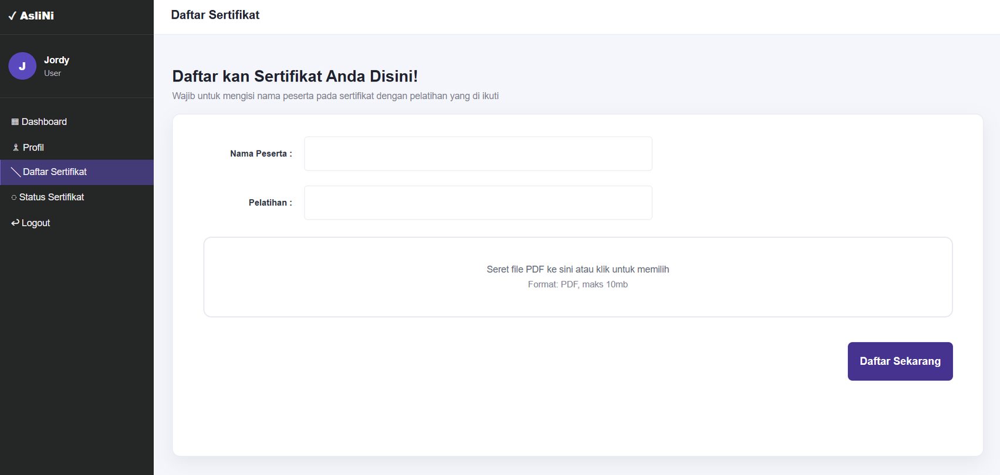 ✓ AsliNi
J
Jordy
User
Dashboard
Profil
Daftar Sertifikat
Status Sertifikat
Logout
Daftar Sertifikat
Daftar kan Sertifikat Anda Disini!
Wajib untuk mengisi nama peserta pada sertifikat dengan pelatihan yang di ikuti
Nama Peserta :
Pelatihan :
Seret file PDF ke sini atau klik untuk memilih
Format: PDF, maks 10mb
Daftar Sekarang